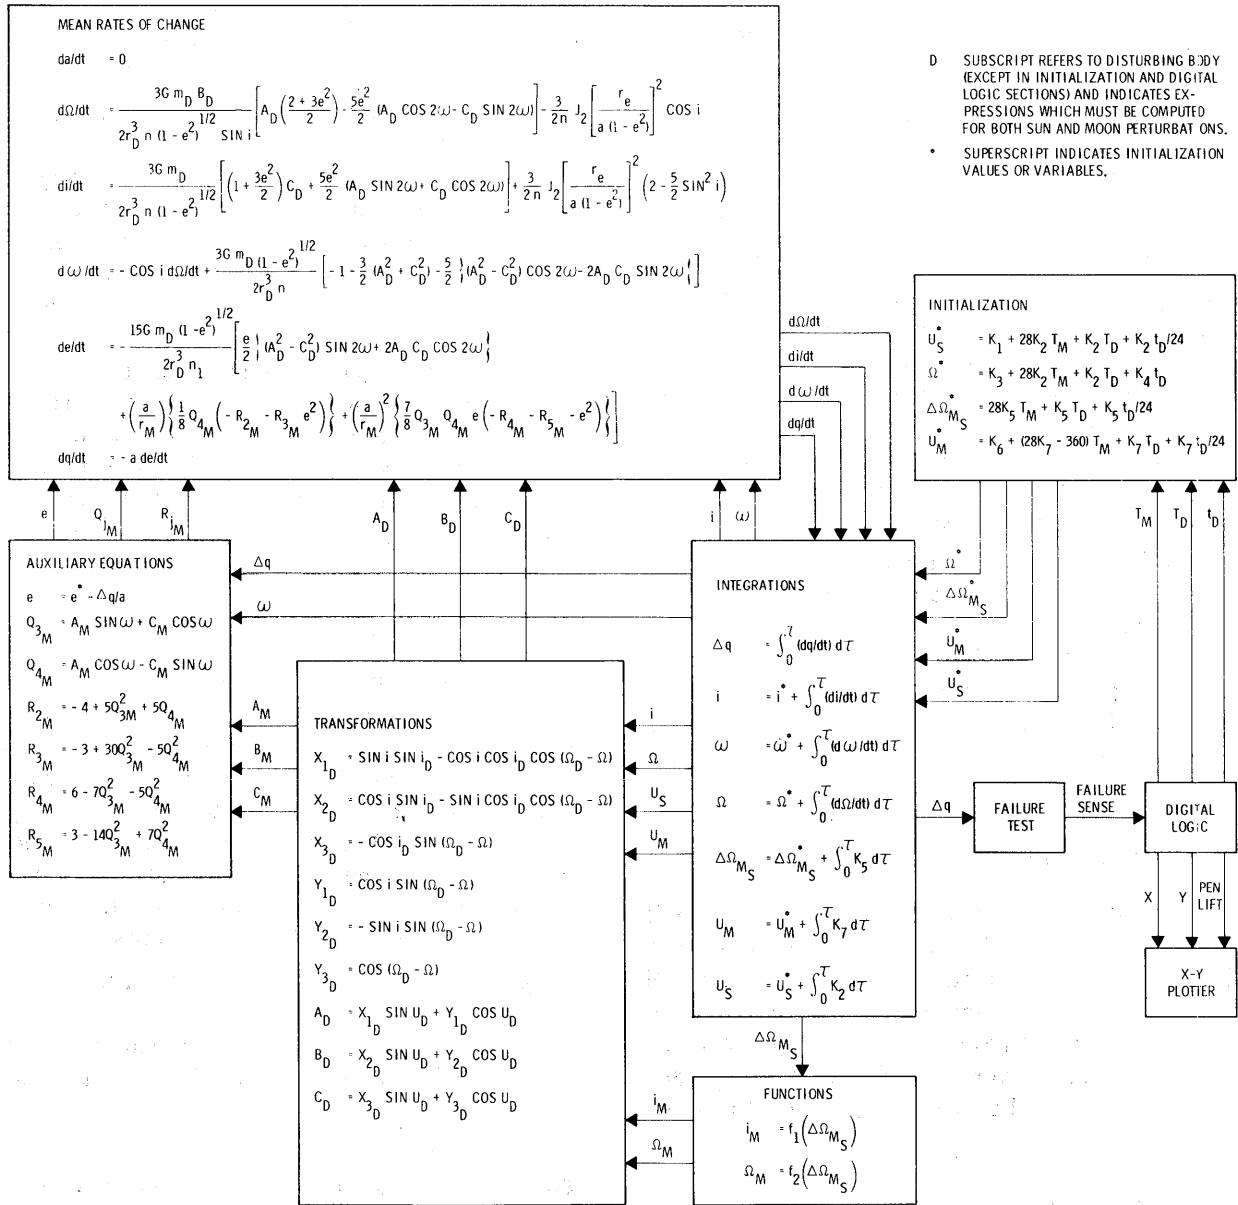 MEAN RATES OF CHANGE
da/dt = 0
dΩ/dt = 3G m_D B_D / 2r_D^3 n (1 - e^2)^1/2 SIN i [A_D (2 + 3e^2 / 2) - 5e^2/2 (A_D COS 2ω - C_D SIN 2ω)] - 3/2n J_2 [r_e / a (1 - e^2)]^2 COS i
di/dt = 3G m_D / 2r_D^3 n (1 - e^2)^1/2 [(1 + 3e^2/2) C_D + 5e^2/2 (A_D SIN 2ω + C_D COS 2ω)] + 3/2n J_2 [r_e / a (1 - e^2)]^2 (2 - 5/2 SIN^2 i)
dω/dt = - COS i dΩ/dt + 3G m_D (1 - e^2)^1/2 / 2r_D^3 n [- 1 - 3/2 (A_D^2 + C_D^2) - 5/2 {(A_D^2 - C_D^2) COS 2ω - 2A_D C_D SIN 2ω}]
de/dt = - 15G m_D (1 - e^2)^1/2 / 2r_D^3 n_1 [e/2 {(A_D^2 - C_D^2) SIN 2ω + 2A_D C_D COS 2ω}
+ (a/r_M) {1/8 Q_4M (- R_2M - R_3M e^2)} + (a/r_M)^2 {7/8 Q_3M Q_4M e (- R_4M - R_5M - e^2)}]
dq/dt = - a de/dt
D SUBSCRIPT REFERS TO DISTURBING BODY
(EXCEPT IN INITIALIZATION AND DIGITAL
LOGIC SECTIONS) AND INDICATES EX-
PRESSIONS WHICH MUST BE COMPUTED
FOR BOTH SUN AND MOON PERTURBATIONS.
* SUPERSCRIPT INDICATES INITIALIZATION
VALUES OR VARIABLES.
dΩ/dt
di/dt
dω/dt
dq/dt
INITIALIZATION
U_S^* = K_1 + 28K_2 T_M + K_2 T_D + K_2 t_D/24
Ω^* = K_3 + 28K_2 T_M + K_2 T_D + K_4 t_D
ΔΩ_MS^* = 28K_5 T_M + K_5 T_D + K_5 t_D/24
U_M^* = K_6 + (28K_7 - 360) T_M + K_7 T_D + K_7 t_D/24
e
Q_jM
R_jM
A_D
B_D
C_D
i
ω
T_M
T_D
t_D
AUXILIARY EQUATIONS
e = e^* - Δq/a
Q_3M = A_M SIN ω + C_M COS ω
Q_4M = A_M COS ω - C_M SIN ω
R_2M = - 4 + 5Q_3M^2 + 5Q_4M^2
R_3M = - 3 + 30Q_3M^2 - 5Q_4M^2
R_4M = 6 - 7Q_3M^2 - 5Q_4M^2
R_5M = 3 - 14Q_3M^2 + 7Q_4M^2
Δq
ω
A_M
B_M
C_M
TRANSFORMATIONS
X_1D = SIN i SIN i_D - COS i COS i_D COS (Ω_D - Ω)
X_2D = COS i SIN i_D - SIN i COS i_D COS (Ω_D - Ω)
X_3D = - COS i_D SIN (Ω_D - Ω)
Y_1D = COS i SIN (Ω_D - Ω)
Y_2D = - SIN i SIN (Ω_D - Ω)
Y_3D = COS (Ω_D - Ω)
A_D = X_1D SIN U_D + Y_1D COS U_D
B_D = X_2D SIN U_D + Y_2D COS U_D
C_D = X_3D SIN U_D + Y_3D COS U_D
i
Ω
U_S
U_M
INTEGRATIONS
Δq = ∫_0^τ (dq/dt) dτ
i = i^* + ∫_0^τ (di/dt) dτ
ω = ω^* + ∫_0^τ (dω/dt) dτ
Ω = Ω^* + ∫_0^τ (dΩ/dt) dτ
ΔΩ_MS = ΔΩ_MS^* + ∫_0^τ K_5 dτ
U_M = U_M^* + ∫_0^τ K_7 dτ
U_S = U_S^* + ∫_0^τ K_2 dτ
Ω^*
ΔΩ_MS^*
U_M^*
U_S^*
Δq
FAILURE
TEST
FAILURE
SENSE
DIGITAL
LOGIC
X
Y
PEN
LIFT
X-Y
PLOTTER
ΔΩ_MS
FUNCTIONS
i_M = f_1(ΔΩ_MS)
Ω_M = f_2(ΔΩ_MS)
i_M
Ω_M